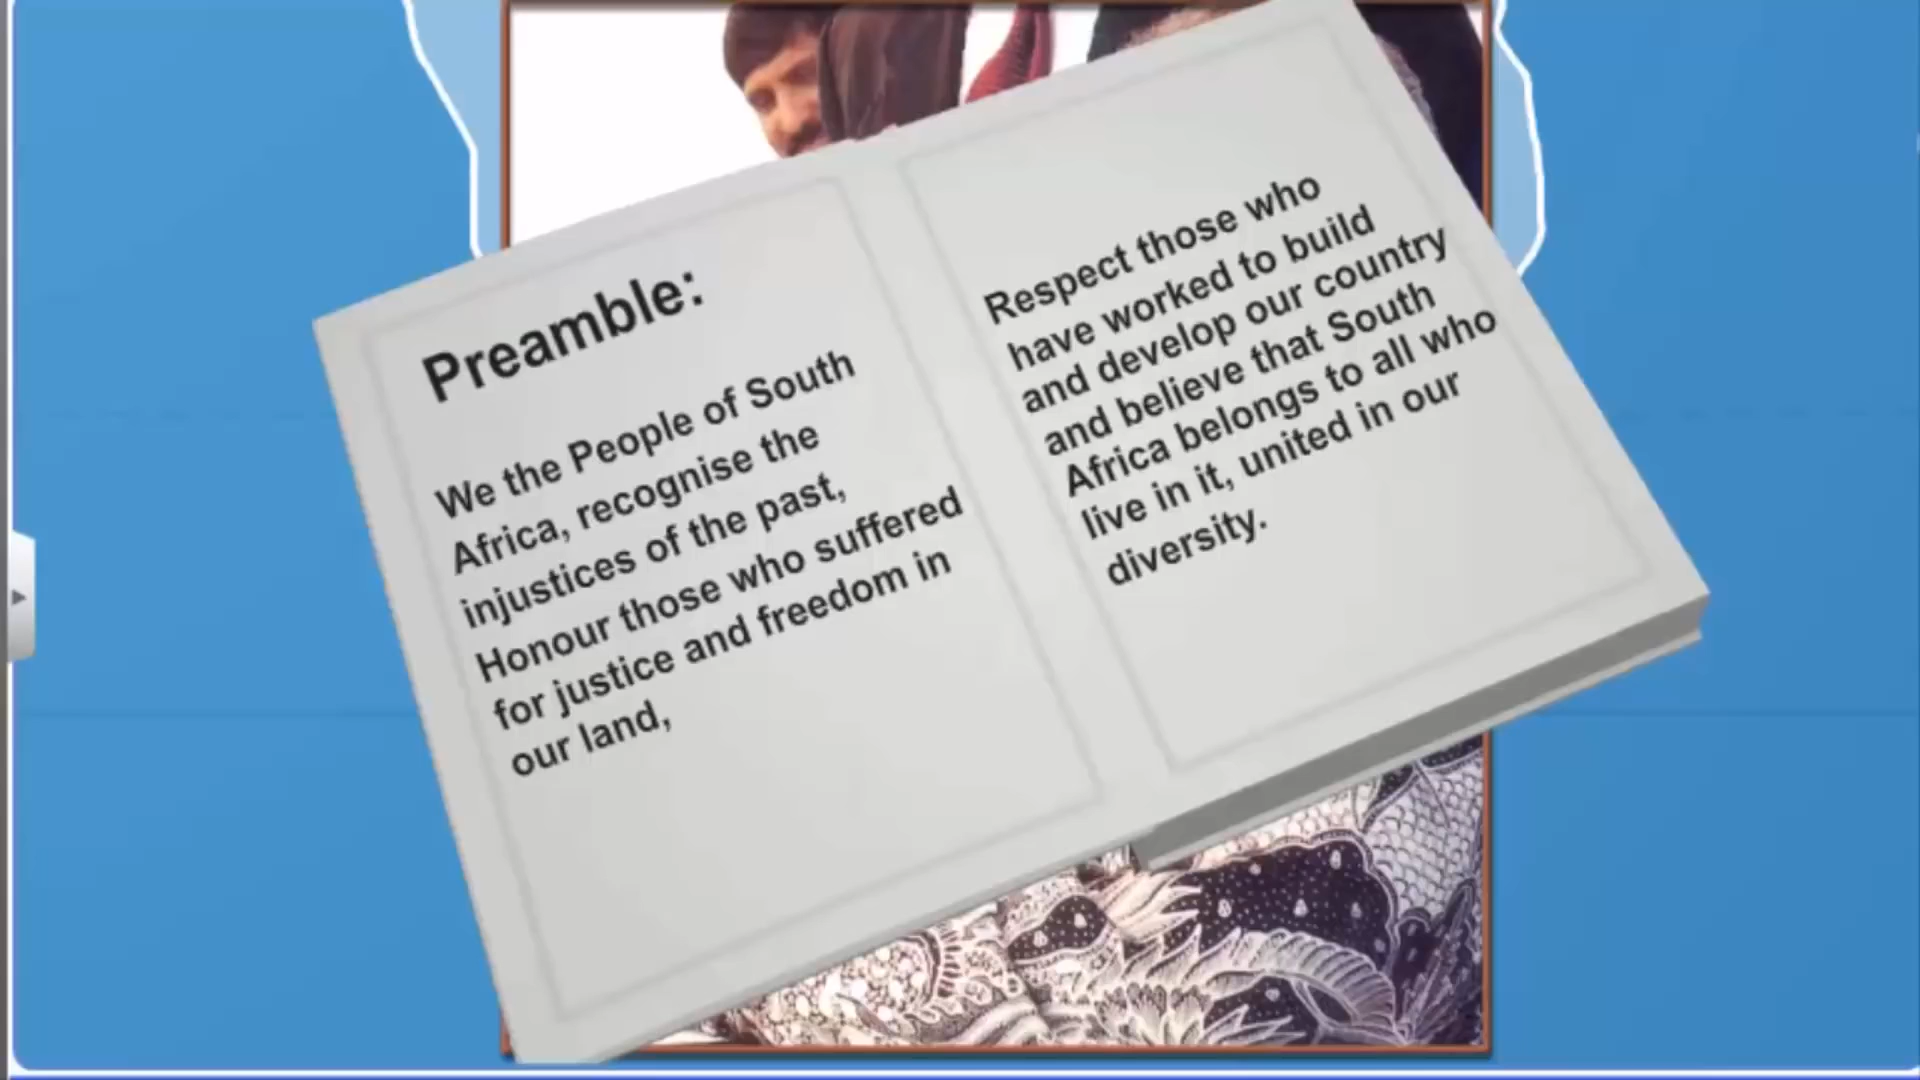 Preamble:
We the People of South
Africa, recognise the
injustices of the past,
Honour those who suffered
for justice and freedom in
our land,
Respect those who
have worked to build
and develop our country
and believe that South
Africa belongs to all who
live in it, united in our
diversity.